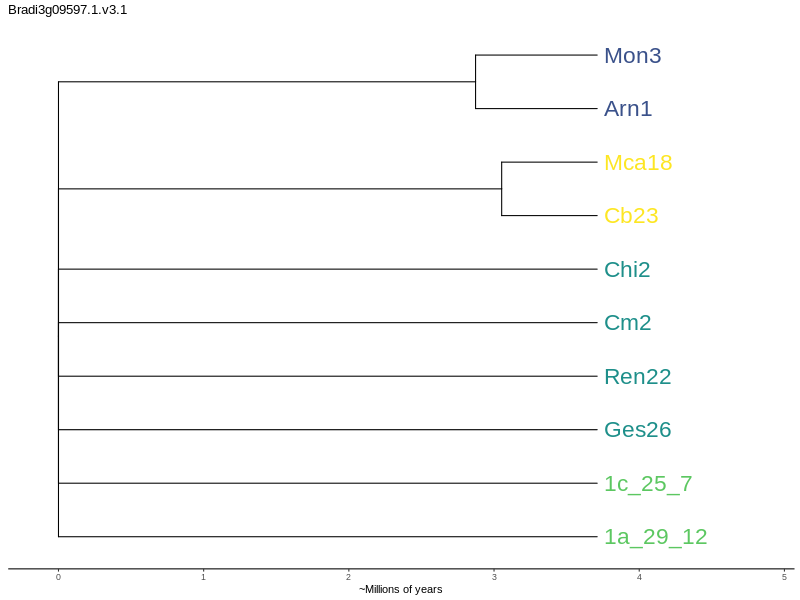 Bradi3g09597.1.v3.1
Mon3
Arn1
Mca18
Cb23
Chi2
Cm2
Ren22
Ges26
1c_25_7
1a_29_12
0 1 2 3 4 5
~Millions of years